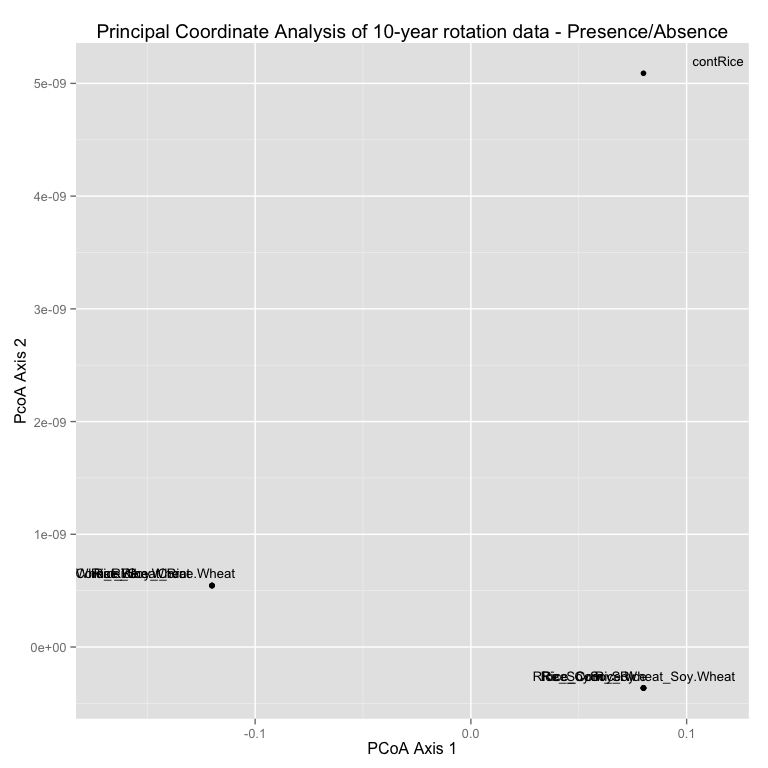 Principal Coordinate Analysis of 10-year rotation data - Presence/Absence
contRice
5e-09
4e-09
3e-09
PcoA Axis 2
2e-09
1e-09
0e+00
-0.1
0.0
0.1
PCoA Axis 1